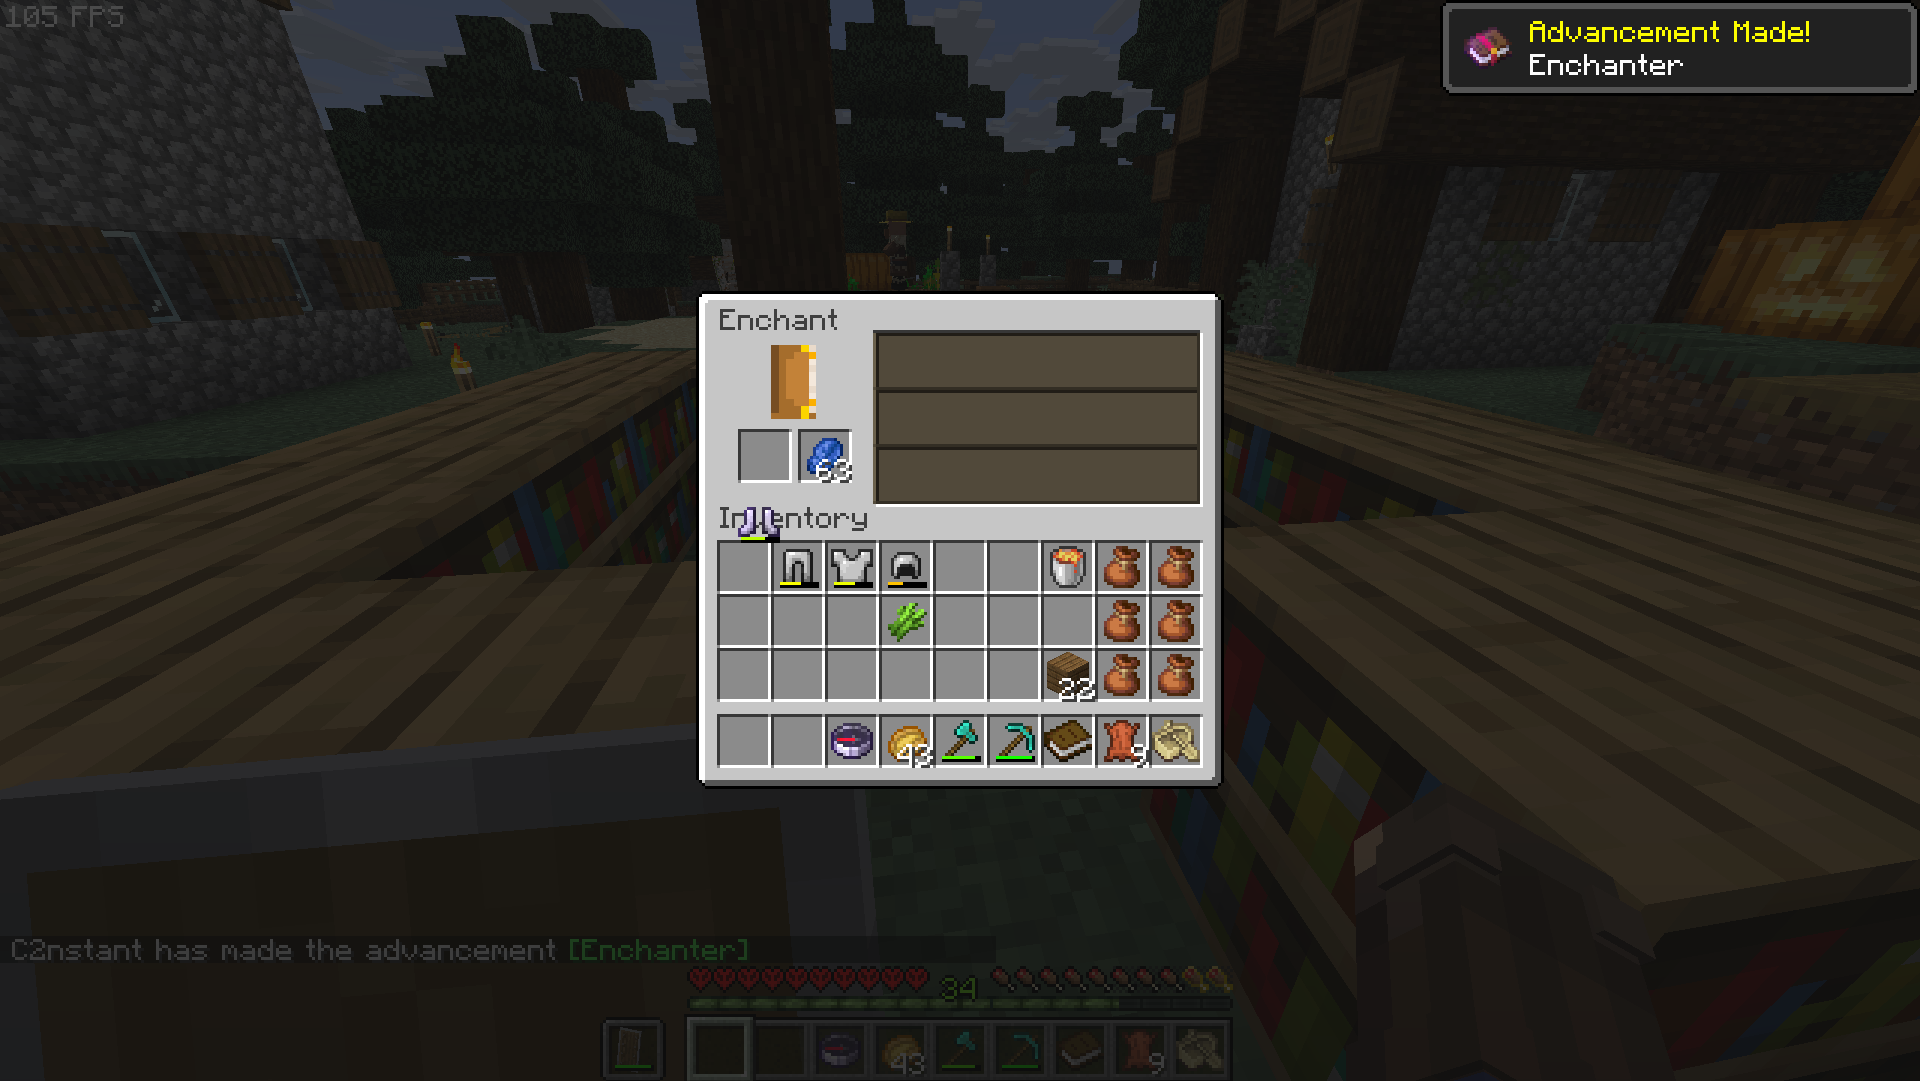 105 FPS
Advancement Made!
Enchanter
Enchant
63
Inventory
22
43
9
C2nstant has made the advancement [Enchanter]
34
43
9